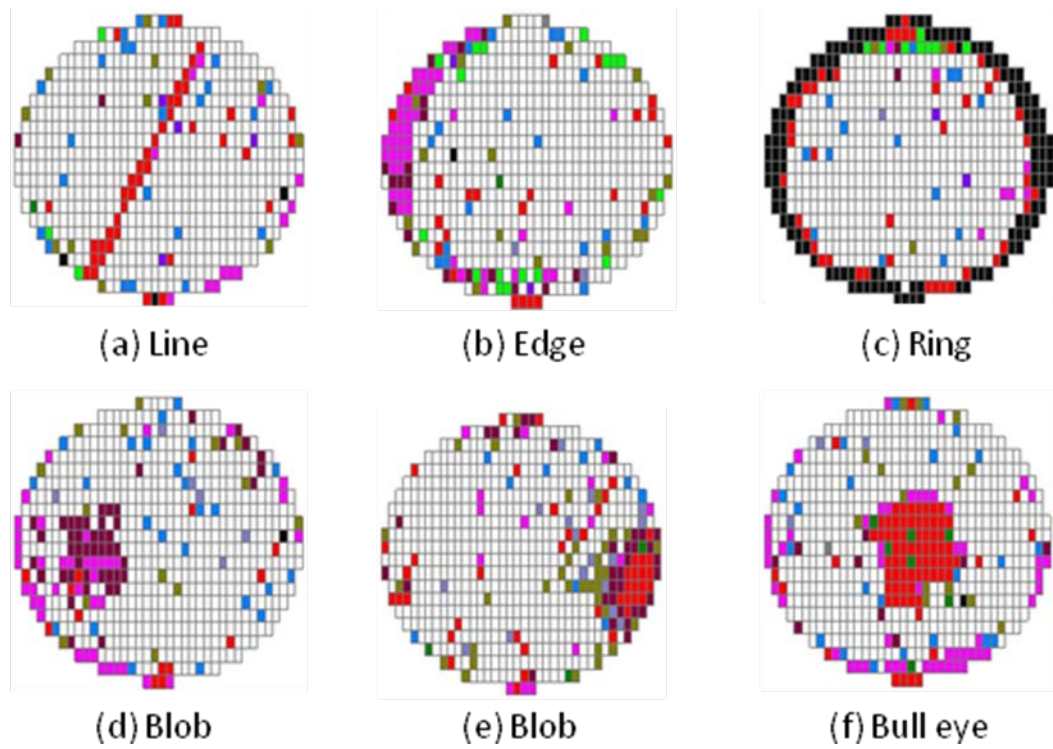 (a) Line
(b) Edge
(c) Ring
(d) Blob
(e) Blob
(f) Bull eye